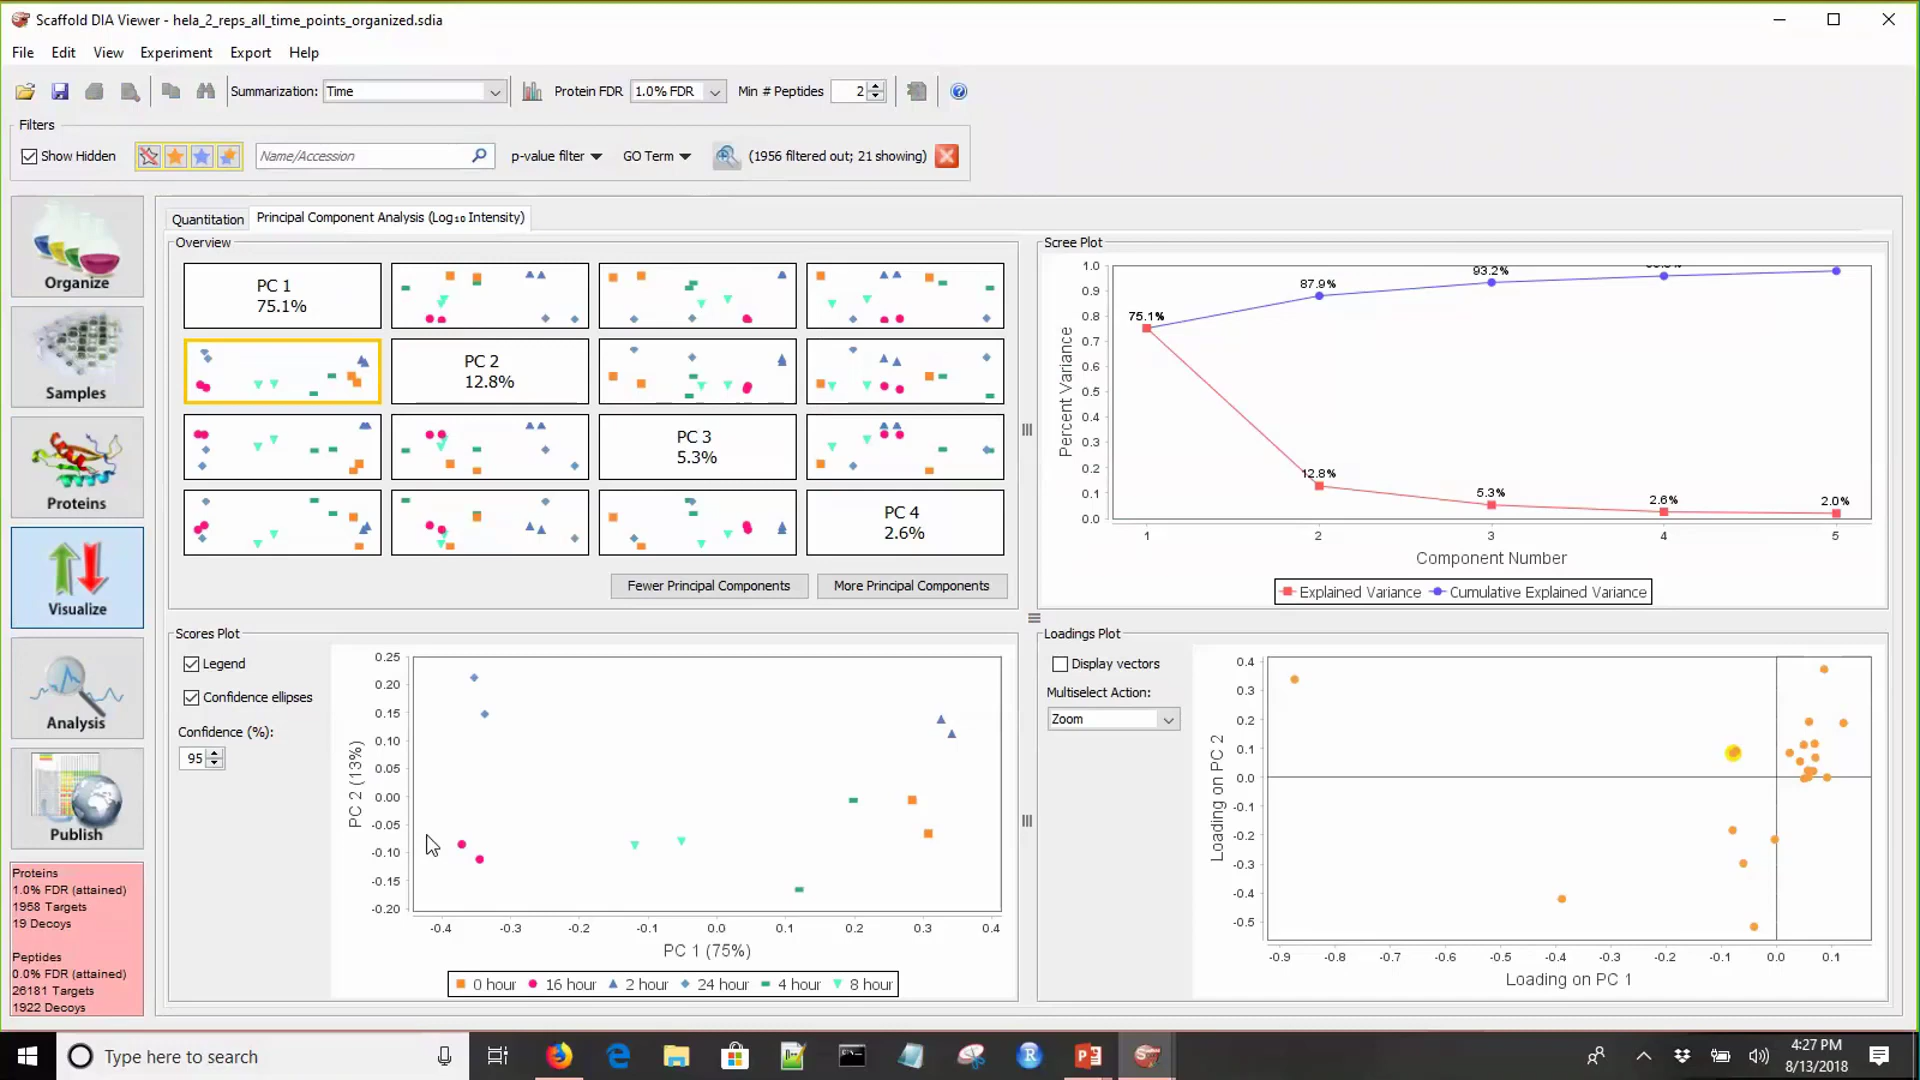 Scaffold DIA Viewer - hela_2_reps_all_time_points_organized.sdia
File Edit View Experiment Export Help
Summarization: Time Protein FDR 1.0% FDR Min # Peptides 2
Filters
Show Hidden Name/Accession p-value filter GO Term (1956 filtered out; 21 showing)
Organize
Samples
Proteins
Visualize
Analysis
Publish
Proteins
1.0% FDR (attained)
1958 Targets
19 Decoys
Peptides
0.0% FDR (attained)
26181 Targets
1922 Decoys
Quantitation Principal Component Analysis (Log₁₀ Intensity)
Overview
PC 1
75.1%
PC 2
12.8%
PC 3
5.3%
PC 4
2.6%
Fewer Principal Components More Principal Components
Scree Plot
Percent Variance
1.0
0.9
0.8
0.7
0.6
0.5
0.4
0.3
0.2
0.1
0.0
75.1%
87.9%
93.2%
12.8%
5.3%
2.6%
2.0%
1 2 3 4 5
Component Number
Explained Variance Cumulative Explained Variance
Scores Plot
Legend
Confidence ellipses
Confidence (%):
95
PC 2 (13%)
0.25
0.20
0.15
0.10
0.05
0.00
-0.05
-0.10
-0.15
-0.20
-0.4 -0.3 -0.2 -0.1 0.0 0.1 0.2 0.3 0.4
PC 1 (75%)
0 hour 16 hour 2 hour 24 hour 4 hour 8 hour
Loadings Plot
Display vectors
Multiselect Action:
Zoom
Loading on PC 2
0.4
0.3
0.2
0.1
0.0
-0.1
-0.2
-0.3
-0.4
-0.5
-0.9 -0.8 -0.7 -0.6 -0.5 -0.4 -0.3 -0.2 -0.1 0.0 0.1
Loading on PC 1
Type here to search
4:27 PM
8/13/2018